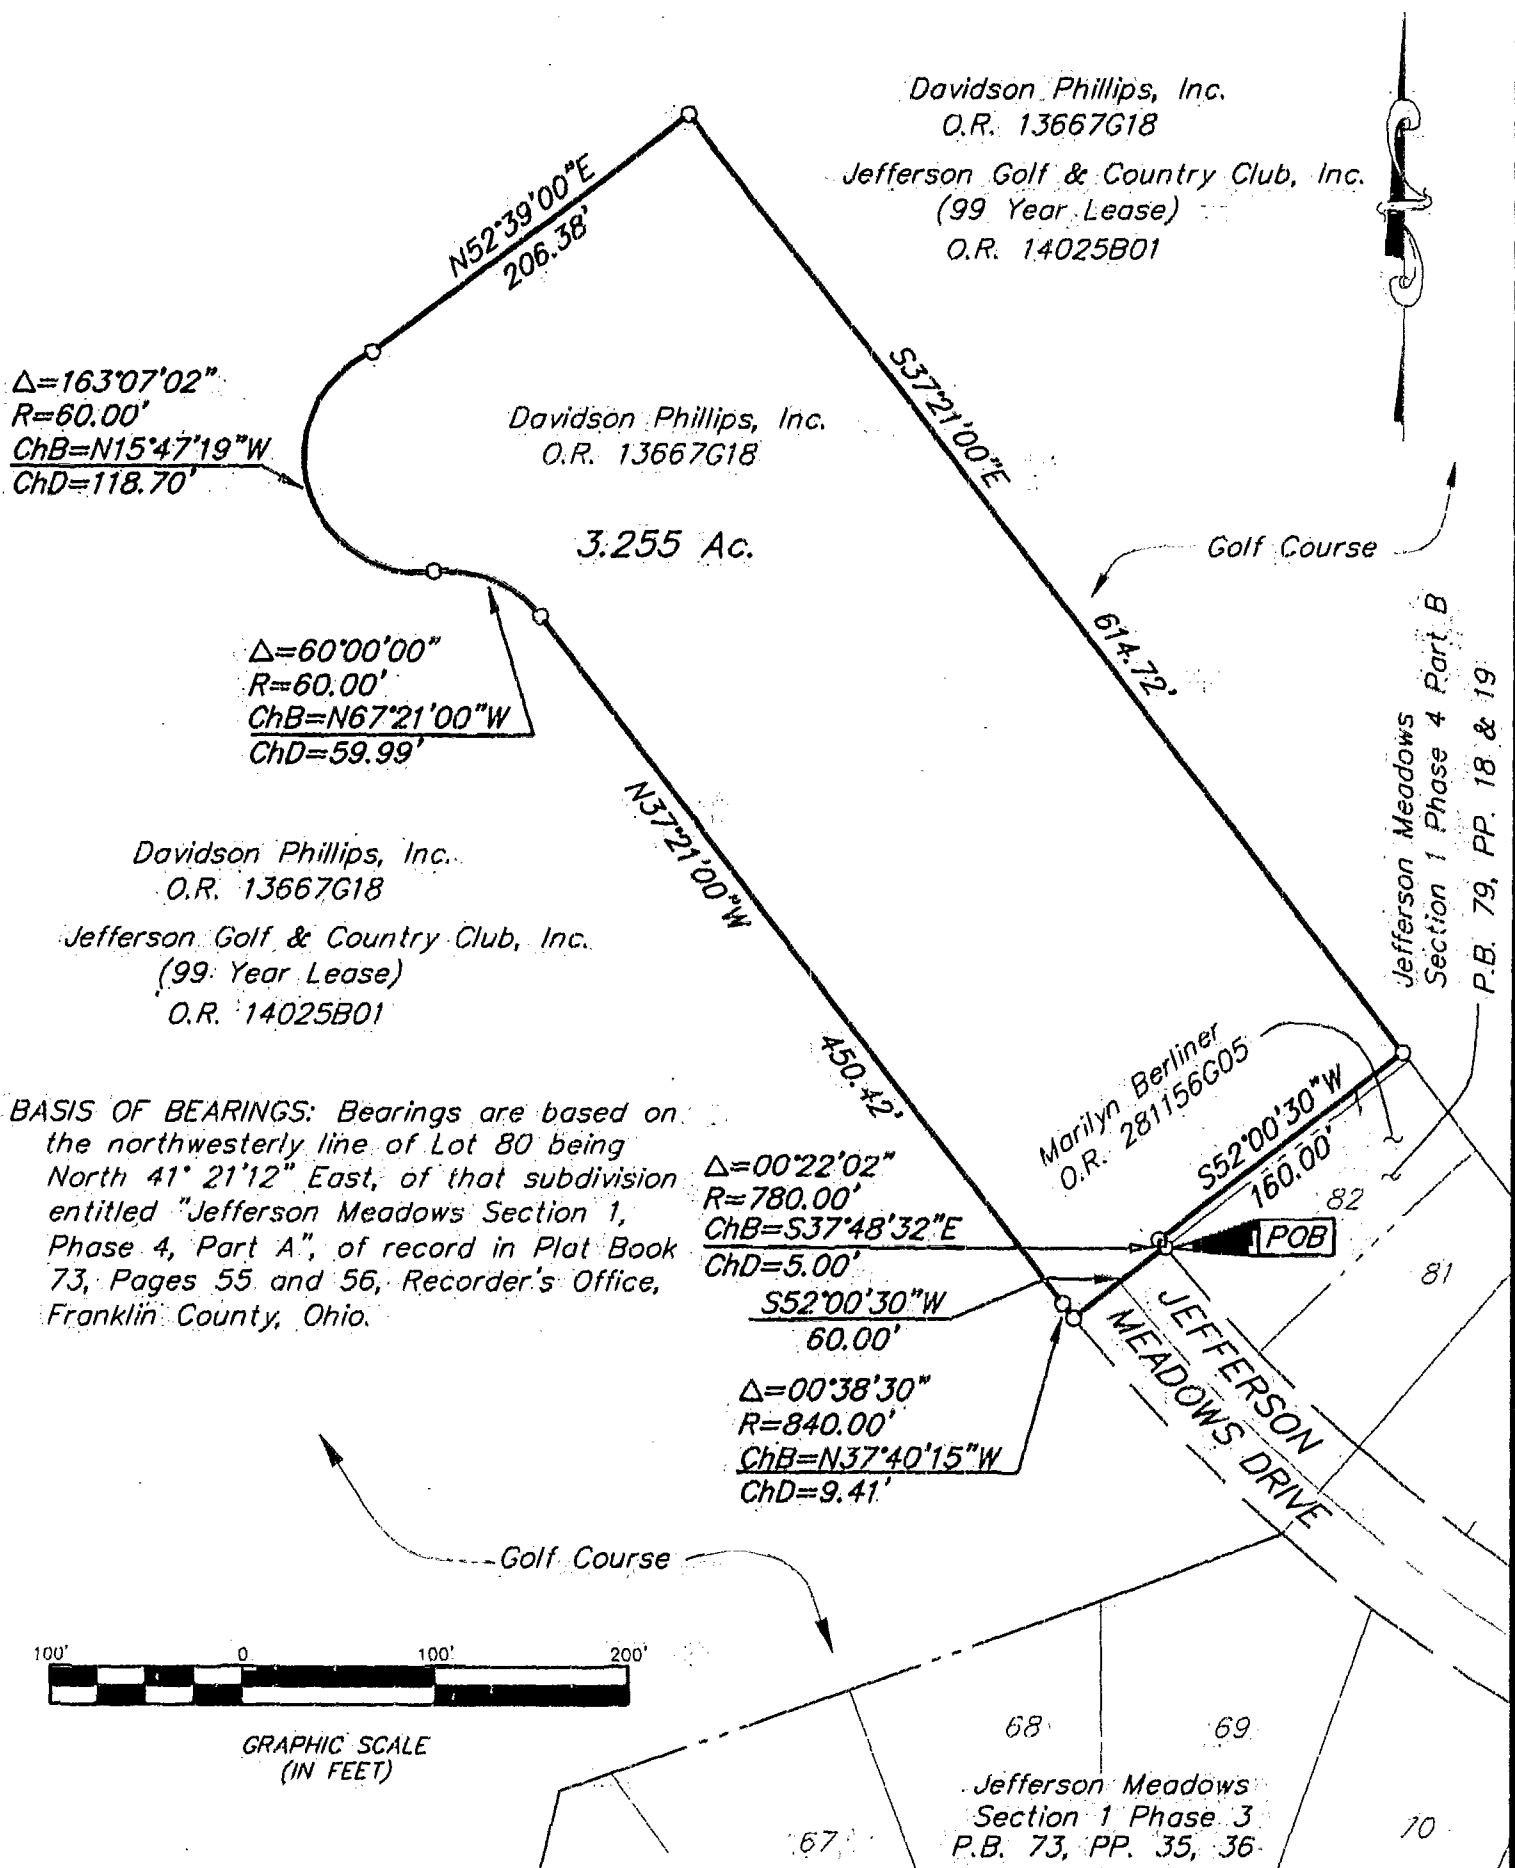 Davidson Phillips, Inc.
O.R. 13667G18
Jefferson Golf & Country Club, Inc.
(99 Year Lease)
O.R. 14025B01
N52°39'00"E
206.38'
Δ=163°07'02"
R=60.00'
ChB=N15°47'19"W
ChD=118.70'
Davidson Phillips, Inc.
O.R. 13667G18
3.255 Ac.
S37°21'00"E
614.72'
Golf Course
Jefferson Meadows
Section 1 Phase 4 Part B
P.B. 79, PP. 18 & 19
Δ=60°00'00"
R=60.00'
ChB=N67°21'00"W
ChD=59.99'
N37°21'00"W
450.42'
Davidson Phillips, Inc.
O.R. 13667G18
Jefferson Golf & Country Club, Inc.
(99 Year Lease)
O.R. 14025B01
Marilyn Berliner
O.R. 281156G05
S52°00'30"W
160.00'
BASIS OF BEARINGS: Bearings are based on
the northwesterly line of Lot 80 being
North 41° 21'12" East, of that subdivision
entitled "Jefferson Meadows Section 1,
Phase 4, Part A", of record in Plat Book
73, Pages 55 and 56, Recorder's Office,
Franklin County, Ohio.
Δ=00°22'02"
R=780.00'
ChB=S37°48'32"E
ChD=5.00'
82
POB
81
S52°00'30"W
60.00'
JEFFERSON
MEADOWS DRIVE
Δ=00°38'30"
R=840.00'
ChB=N37°40'15"W
ChD=9.41'
Golf Course
100' 0 100' 200'
GRAPHIC SCALE
(IN FEET)
68
69
Jefferson Meadows
Section 1 Phase 3
P.B. 73, PP. 35, 36
67
70